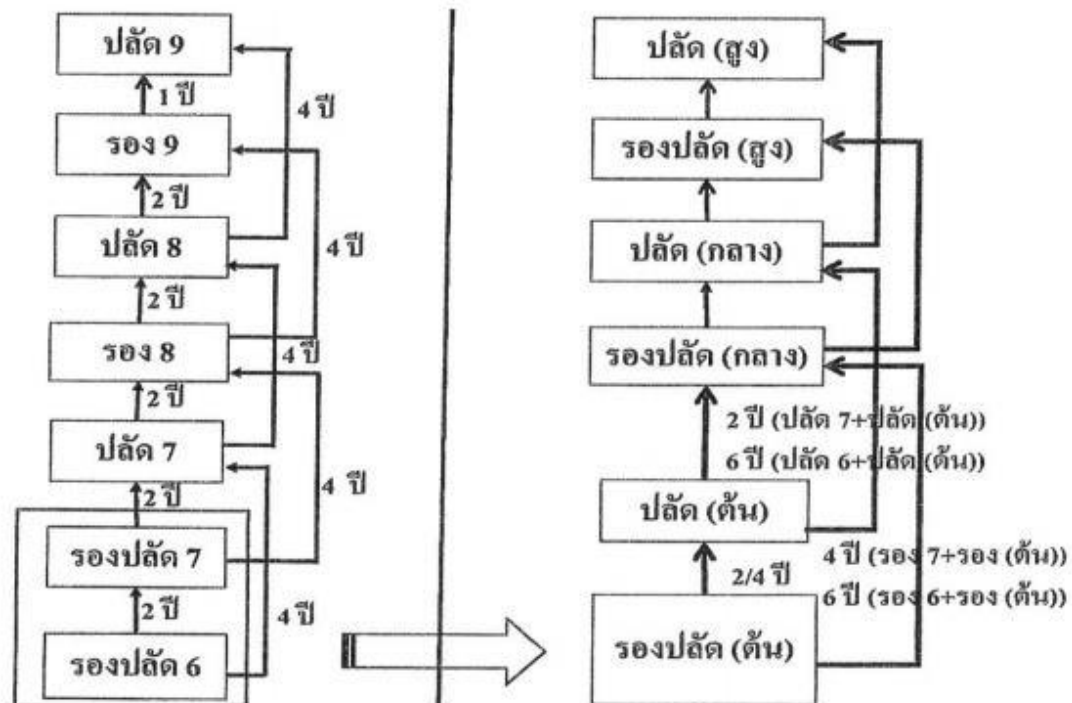 ปลัด 9
1 ปี
4 ปี
รอง 9
2 ปี
ปลัด 8
4 ปี
2 ปี
รอง 8
4 ปี
2 ปี
ปลัด 7
4 ปี
2 ปี
รองปลัด 7
2 ปี
4 ปี
รองปลัด 6
ปลัด (สูง)
รองปลัด (สูง)
ปลัด (กลาง)
รองปลัด (กลาง)
2 ปี (ปลัด 7+ปลัด (ต้น))
6 ปี (ปลัด 6+ปลัด (ต้น))
ปลัด (ต้น)
2/4 ปี
4 ปี (รอง 7+รอง (ต้น))
6 ปี (รอง 6+รอง (ต้น))
รองปลัด (ต้น)